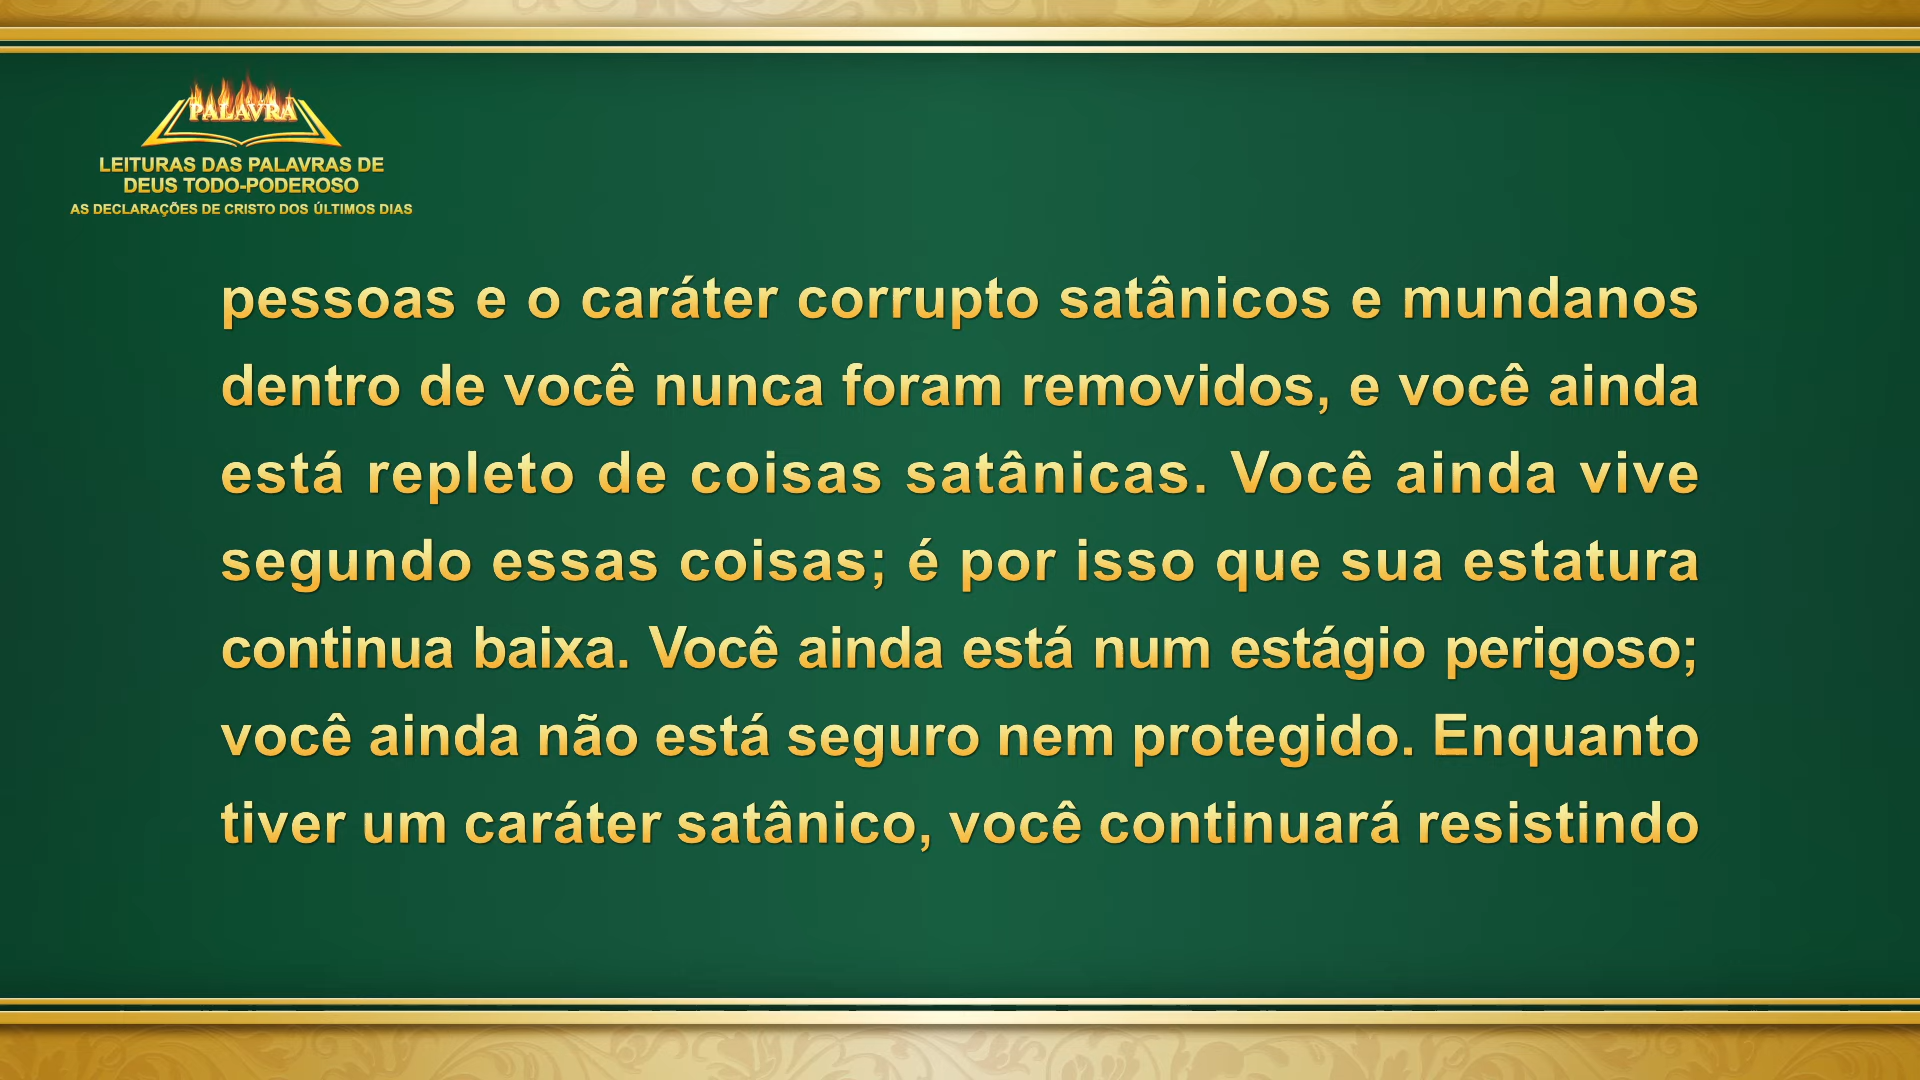 PALAVRA
LEITURAS DAS PALAVRAS DE
DEUS TODO-PODEROSO
AS DECLARAÇÕES DE CRISTO DOS ÚLTIMOS DIAS
pessoas e o caráter corrupto satânicos e mundanos
dentro de você nunca foram removidos, e você ainda
está repleto de coisas satânicas. Você ainda vive
segundo essas coisas; é por isso que sua estatura
continua baixa. Você ainda está num estágio perigoso;
você ainda não está seguro nem protegido. Enquanto
tiver um caráter satânico, você continuará resistindo